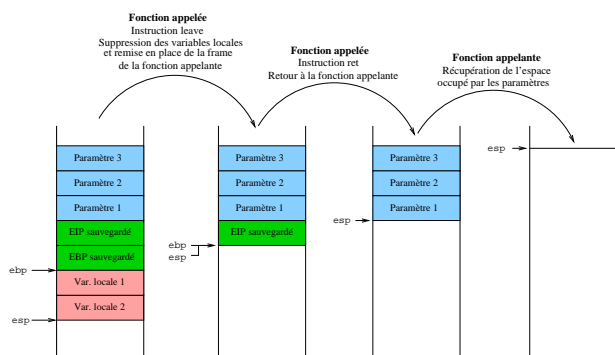 Fonction appelée
Instruction leave
Suppression des variables locales
et remise en place de la frame
de la fonction appelante
Fonction appelée
Instruction ret
Retour à la fonction appelante
Fonction appelante
Récupération de l'espace
occupé par les paramètres
Paramètre 3
Paramètre 2
Paramètre 1
EIP sauvegardé
EBP sauvegardé
ebp
Var. locale 1
Var. locale 2
esp
Paramètre 3
Paramètre 2
Paramètre 1
EIP sauvegardé
ebp
esp
Paramètre 3
Paramètre 2
Paramètre 1
esp
esp